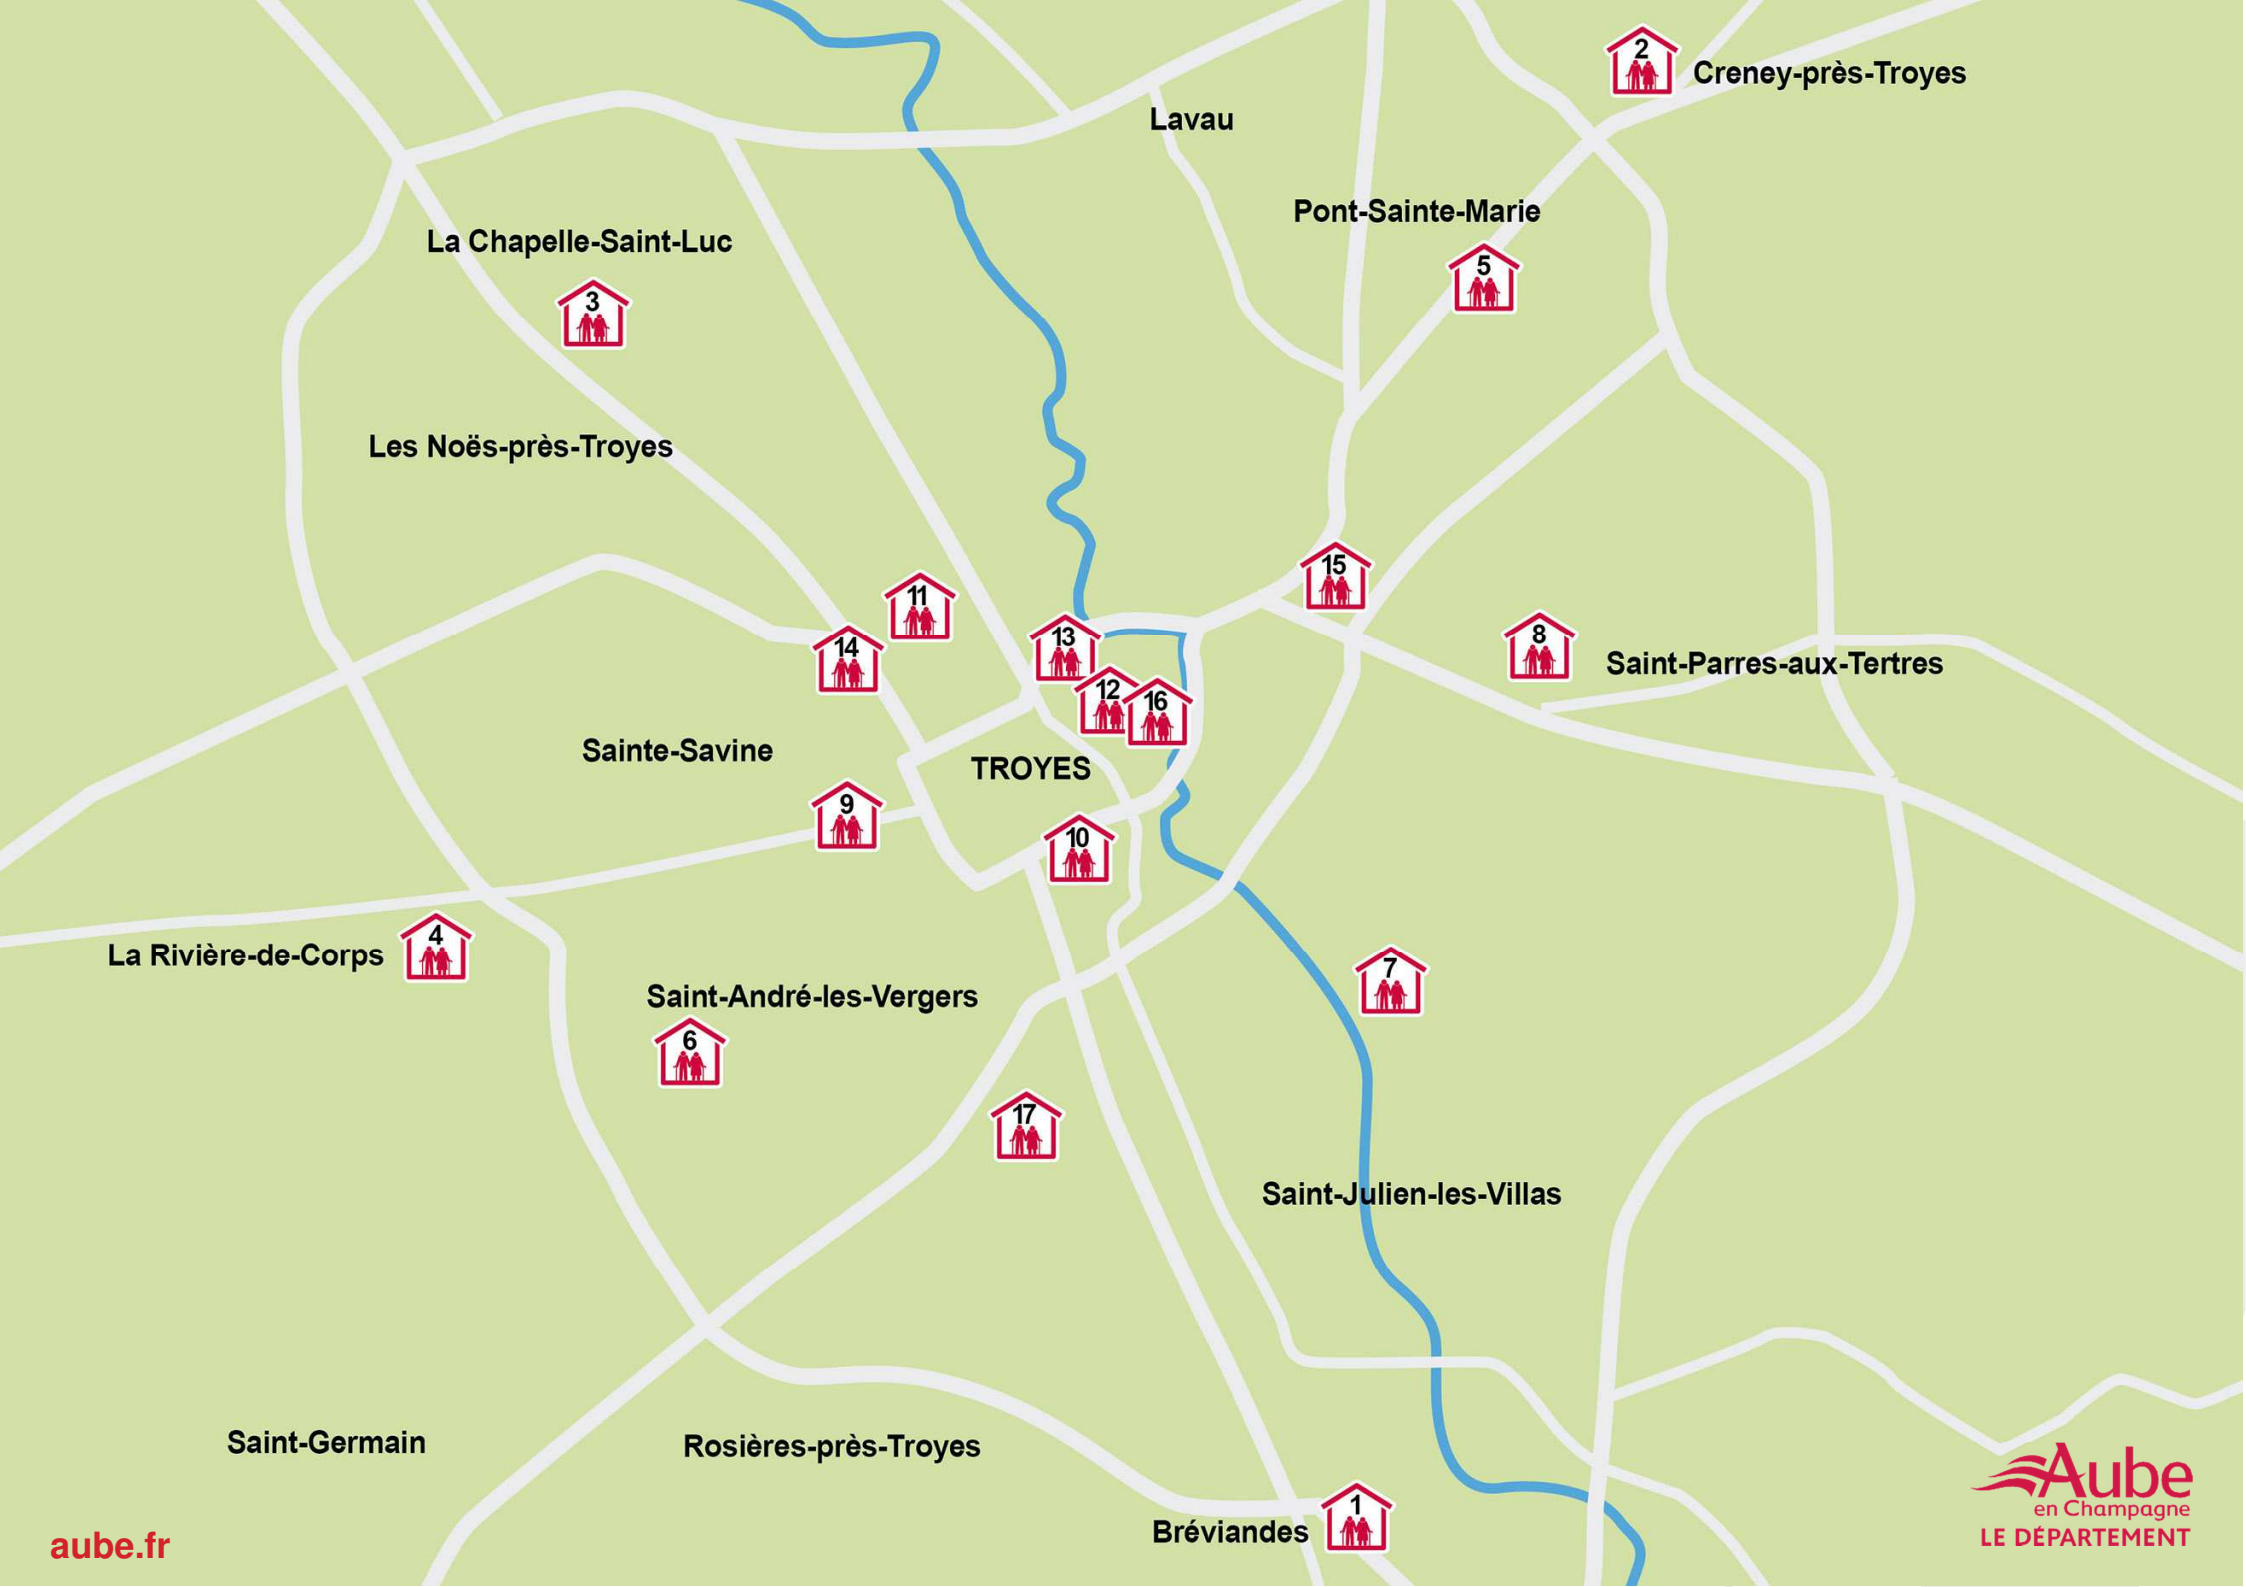 2
Creney-près-Troyes
Lavau
Pont-Sainte-Marie
5
La Chapelle-Saint-Luc
3
Les Noës-près-Troyes
15
11
13
14
8
Saint-Parres-aux-Tertres
12
16
Sainte-Savine
TROYES
9
10
4
La Rivière-de-Corps
7
Saint-André-les-Vergers
6
17
Saint-Julien-les-Villas
Saint-Germain
Rosières-près-Troyes
1
Bréviandes
aube.fr
Aube
en Champagne
LE DÉPARTEMENT